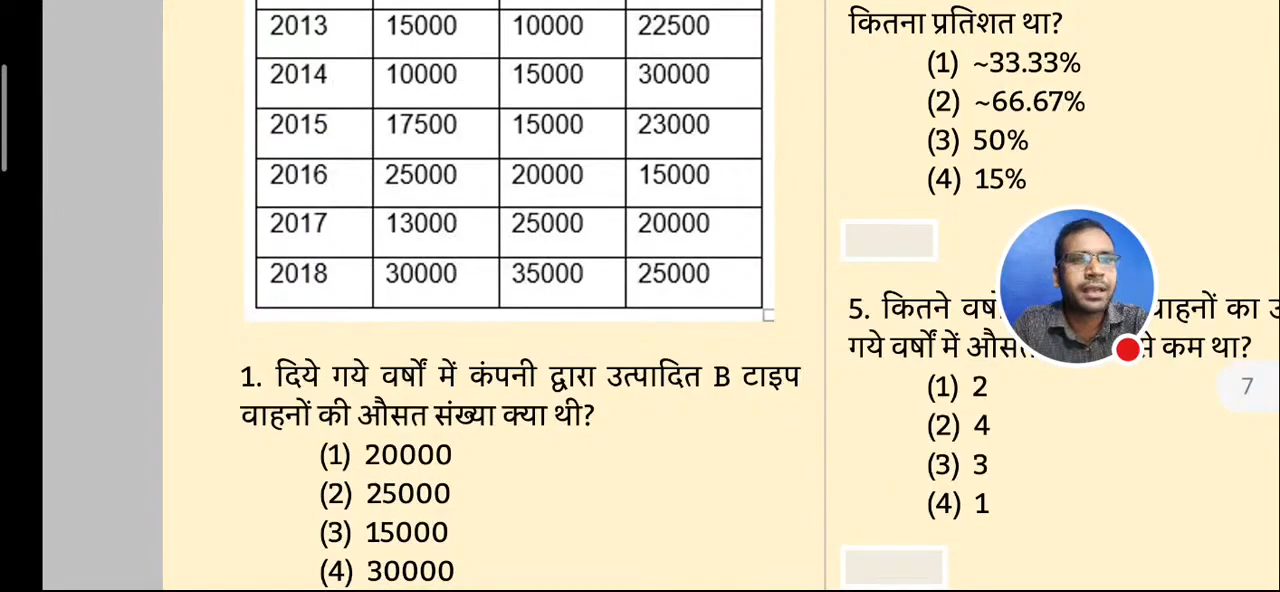 2013 15000 10000 22500
2014 10000 15000 30000
2015 17500 15000 23000
2016 25000 20000 15000
2017 13000 25000 20000
2018 30000 35000 25000
1. दिये गये वर्षों में कंपनी द्वारा उत्पादित B टाइप
वाहनों की औसत संख्या क्या थी?
(1) 20000
(2) 25000
(3) 15000
(4) 30000
कितना प्रतिशत था?
(1) ~33.33%
(2) ~66.67%
(3) 50%
(4) 15%
5. कितने वाहनों का
गये वर्षों में से कम था?
(1) 2
(2) 4
(3) 3
(4) 1
7